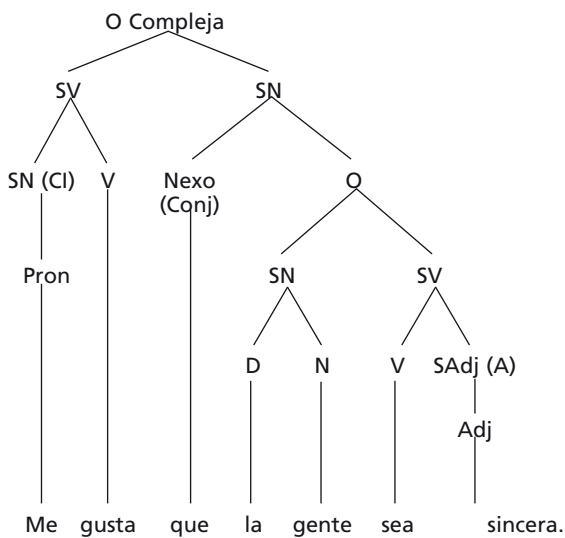 O Compleja
SV SN
SN (CI) V Nexo O
(Conj)
Pron SN SV
D N V SAdj (A)
Adj
Me gusta que la gente sea sincera.